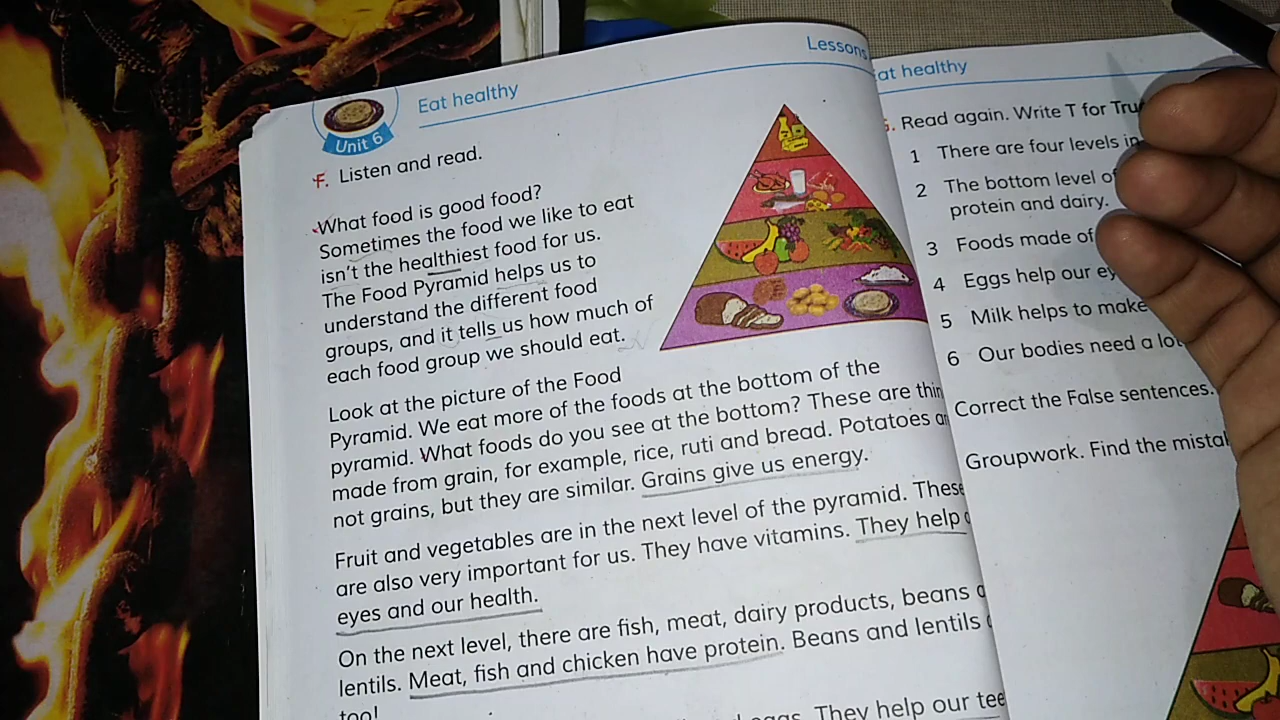 Lessons
Unit 6
Eat healthy
F. Listen and read.
What food is good food?
Sometimes the food we like to eat
isn't the healthiest food for us.
The Food Pyramid helps us to
understand the different food
groups, and it tells us how much of
each food group we should eat.
Look at the picture of the Food
Pyramid. We eat more of the foods at the bottom of the
pyramid. What foods do you see at the bottom? These are
made from grain, for example, rice, ruti and bread. Potatoes
not grains, but they are similar. Grains give us energy.
Fruit and vegetables are in the next level of the pyramid. These
are also very important for us. They have vitamins. They help
eyes and our health.
On the next level, there are fish, meat, dairy products, beans
lentils. Meat, fish and chicken have protein. Beans and lentils
too!
eggs. They help our
Eat healthy
Read again. Write T for
1 There are four levels in
2 The bottom level of
protein and dairy.
3 Foods made of
4 Eggs help our
5 Milk helps to make
6 Our bodies need a
Correct the False sentences.
Groupwork. Find the